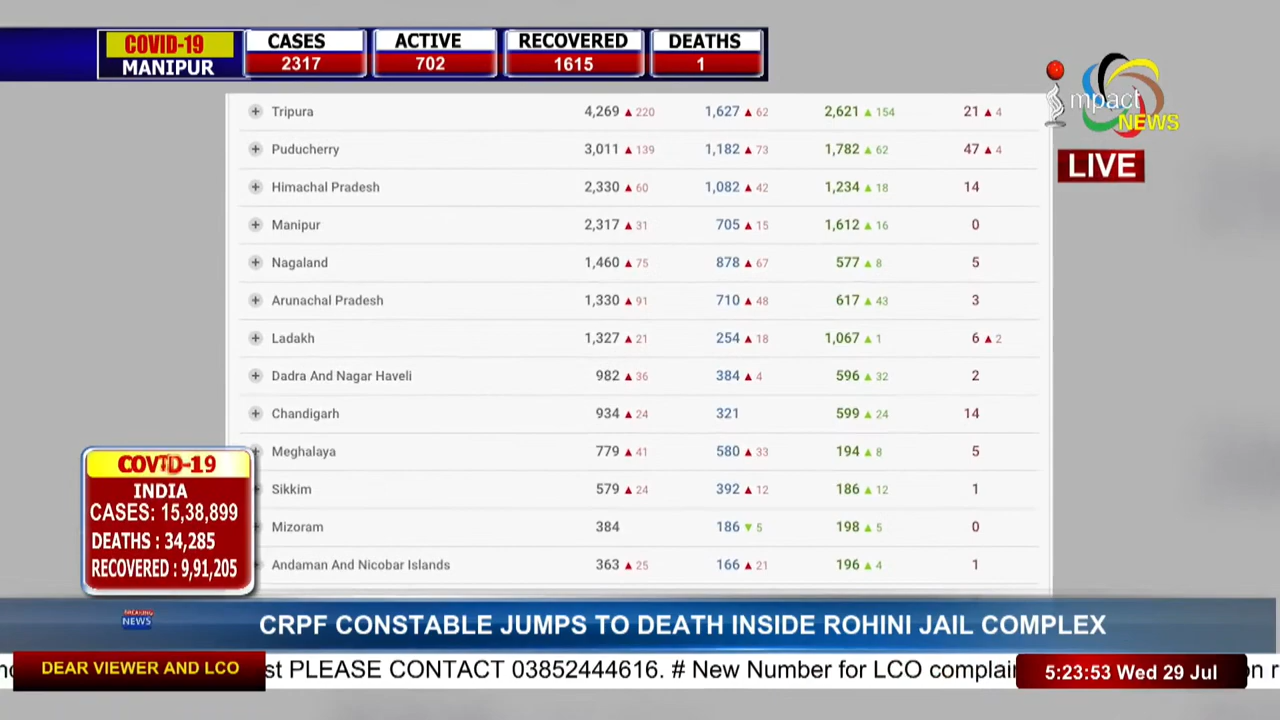 COVID-19 CASES ACTIVE RECOVERED DEATHS
MANIPUR 2317 702 1615 1
impact
NEWS
LIVE
Tripura 4,269 ▲ 220 1,627 ▲ 62 2,621 ▲ 154 21 ▲ 4
Puducherry 3,011 ▲ 139 1,182 ▲ 73 1,782 ▲ 62 47 ▲ 4
Himachal Pradesh 2,330 ▲ 60 1,082 ▲ 42 1,234 ▲ 18 14
Manipur 2,317 ▲ 31 705 ▲ 15 1,612 ▲ 16 0
Nagaland 1,460 ▲ 75 878 ▲ 67 577 ▲ 8 5
Arunachal Pradesh 1,330 ▲ 91 710 ▲ 48 617 ▲ 43 3
Ladakh 1,327 ▲ 21 254 ▲ 18 1,067 ▲ 1 6 ▲ 2
Dadra And Nagar Haveli 982 ▲ 36 384 ▲ 4 596 ▲ 32 2
Chandigarh 934 ▲ 24 321 599 ▲ 24 14
Meghalaya 779 ▲ 41 580 ▲ 33 194 ▲ 8 5
Sikkim 579 ▲ 24 392 ▲ 12 186 ▲ 12 1
Mizoram 384 186 ▼ 5 198 ▲ 5 0
Andaman And Nicobar Islands 363 ▲ 25 166 ▲ 21 196 ▲ 4 1
COVID-19
INDIA
CASES: 15,38,899
DEATHS : 34,285
RECOVERED : 9,91,205
BREAKING
NEWS
CRPF CONSTABLE JUMPS TO DEATH INSIDE ROHINI JAIL COMPLEX
DEAR VIEWER AND LCO
st PLEASE CONTACT 03852444616. # New Number for LCO complain
5:23:53 Wed 29 Jul